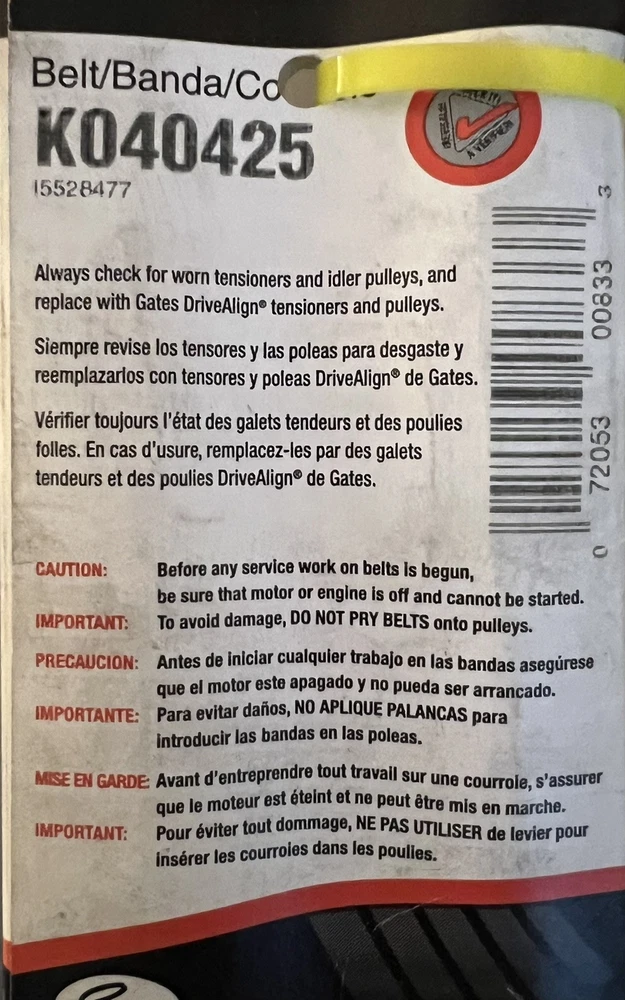 Belt/Banda/Co
K040425
I5528477
A VÉRIFIER
Always check for worn tensioners and idler pulleys, and
replace with Gates DriveAlign® tensioners and pulleys.
Siempre revise los tensores y las poleas para desgaste y
reemplazarlos con tensores y poleas DriveAlign® de Gates.
Vérifier toujours l'état des galets tendeurs et des poulies
folles. En cas d'usure, remplacez-les par des galets
tendeurs et des poulies DriveAlign® de Gates.
0 72053 00833 3
CAUTION: Before any service work on belts is begun,
be sure that motor or engine is off and cannot be started.
IMPORTANT: To avoid damage, DO NOT PRY BELTS onto pulleys.
PRECAUCION: Antes de iniciar cualquier trabajo en las bandas asegúrese
que el motor este apagado y no pueda ser arrancado.
IMPORTANTE: Para evitar daños, NO APLIQUE PALANCAS para
introducir las bandas en las poleas.
MISE EN GARDE: Avant d'entreprendre tout travail sur une courroie, s'assurer
que le moteur est éteint et ne peut être mis en marche.
IMPORTANT: Pour éviter tout dommage, NE PAS UTILISER de levier pour
insérer les courroies dans les poulies.